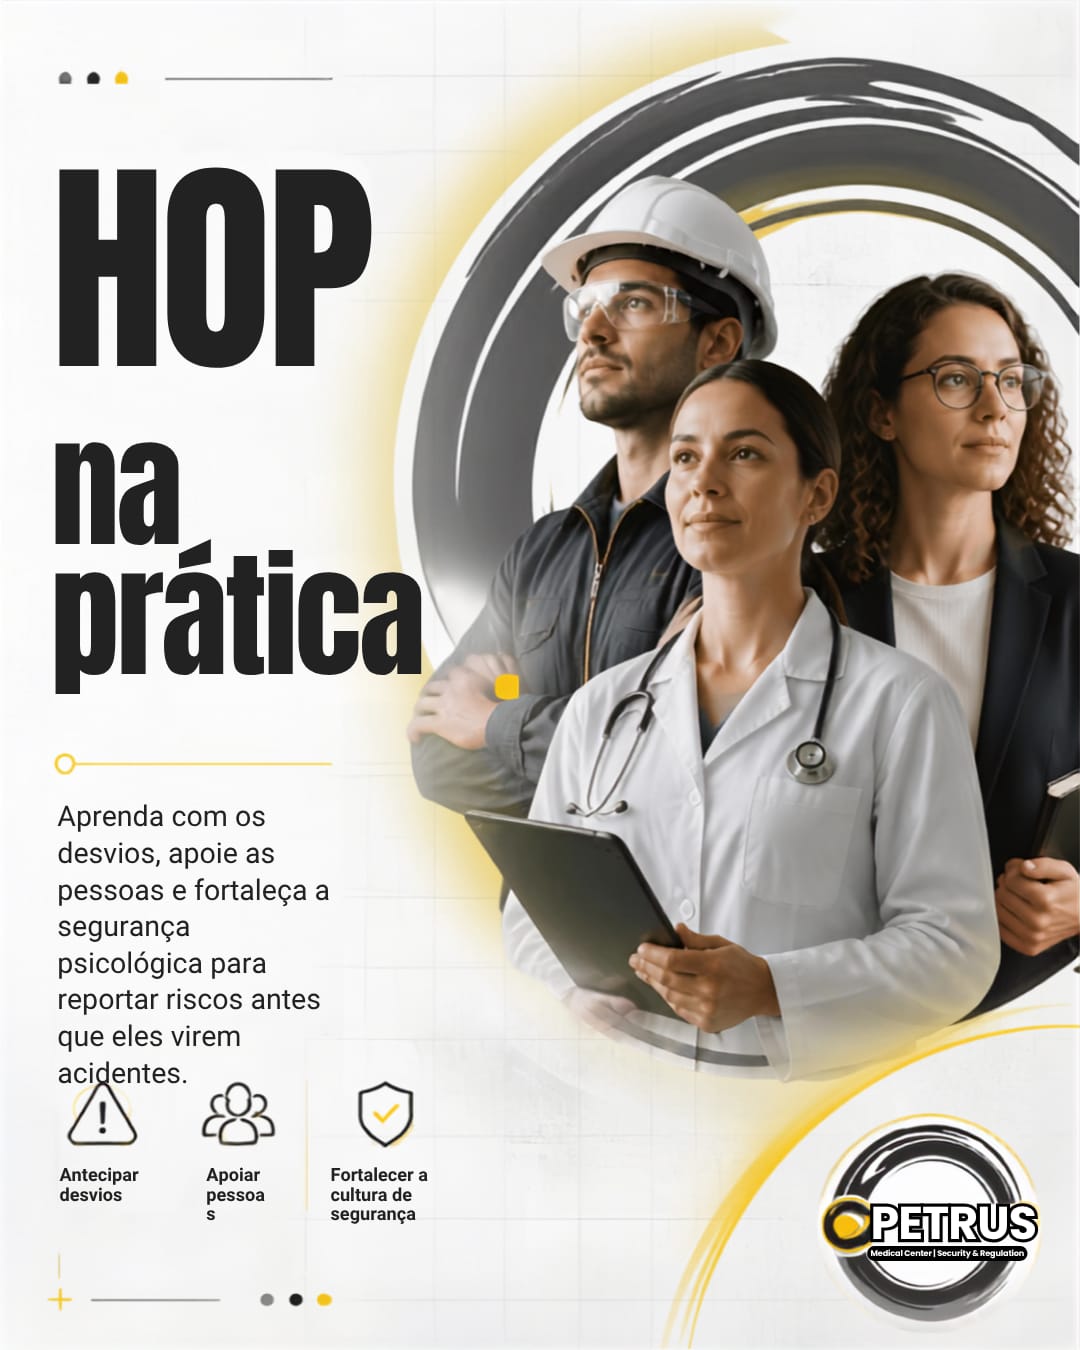 HOP
na
prática
Aprenda com os
desvios, apoie as
pessoas e fortaleça a
segurança
psicológica para
reportar riscos antes
que eles virem
acidentes.
Antecipar
desvios
Apoiar
pessoa
s
Fortalecer a
cultura de
segurança
PETRUS
Medical Center | Security & Regulation